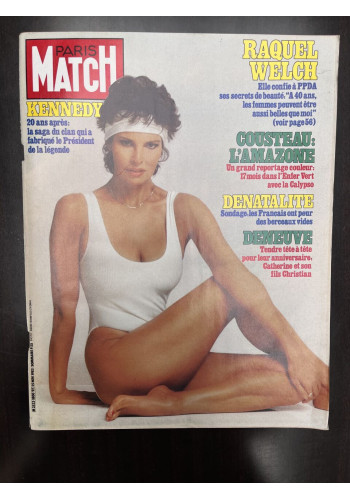 PARIS
MATCH
KENNEDY
20 ans après:
la saga du clan qui a
fabriqué le Président
de la légende
RAQUEL
WELCH
Elle confie à PPDA
ses secrets de beauté. "A 40 ans,
les femmes peuvent être
aussi belles que moi"
(voir page 56)
COUSTEAU:
L'AMAZONE
Un grand reportage couleur:
17 mois dans l'Enfer Vert
avec la Calypso
DENATALITE
Sondage. les Français ont peur
des berceaux vides
DENEUVE
Tendre tête à tête
pour leur anniversaire.
Catherine et son
fils Christian